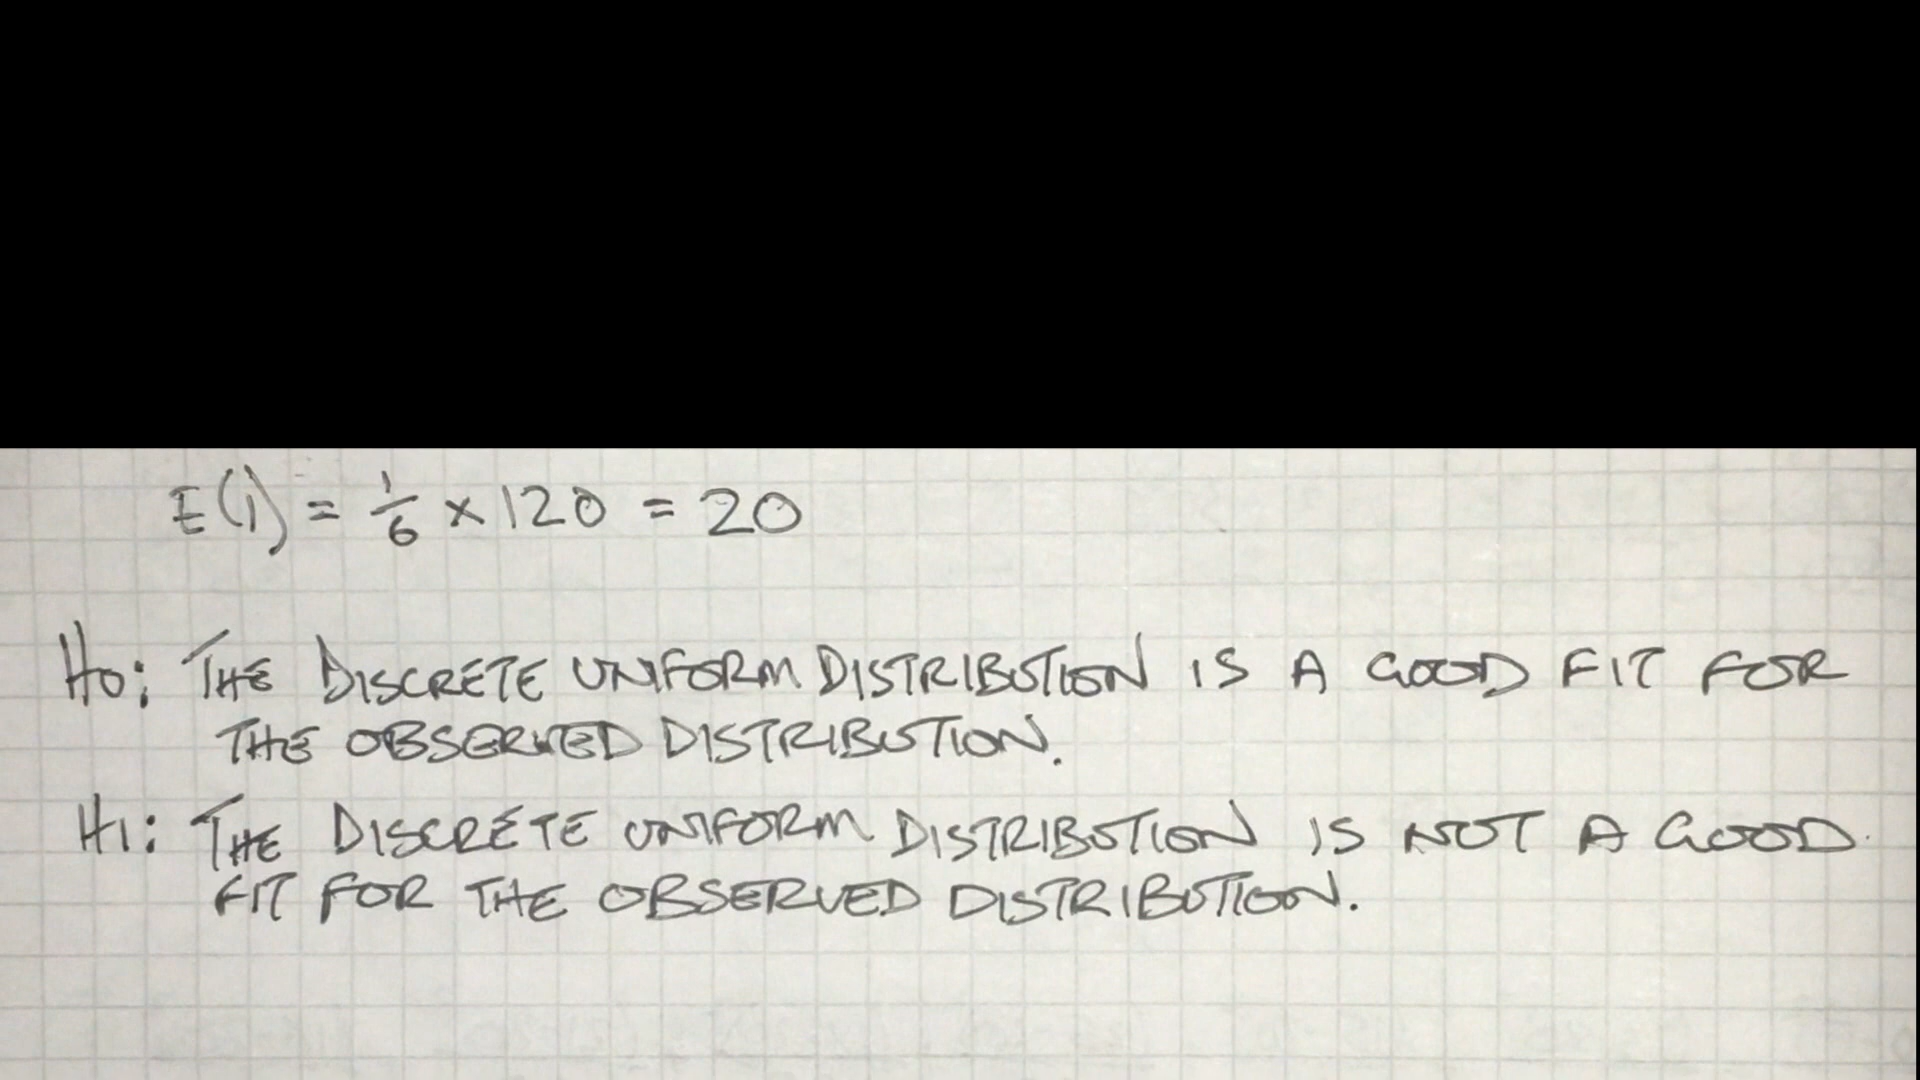 E(1) = 1/6 × 120 = 20
H0: THE DISCRETE UNIFORM DISTRIBUTION IS A GOOD FIT FOR
THE OBSERVED DISTRIBUTION.
H1: THE DISCRETE UNIFORM DISTRIBUTION IS NOT A GOOD
FIT FOR THE OBSERVED DISTRIBUTION.